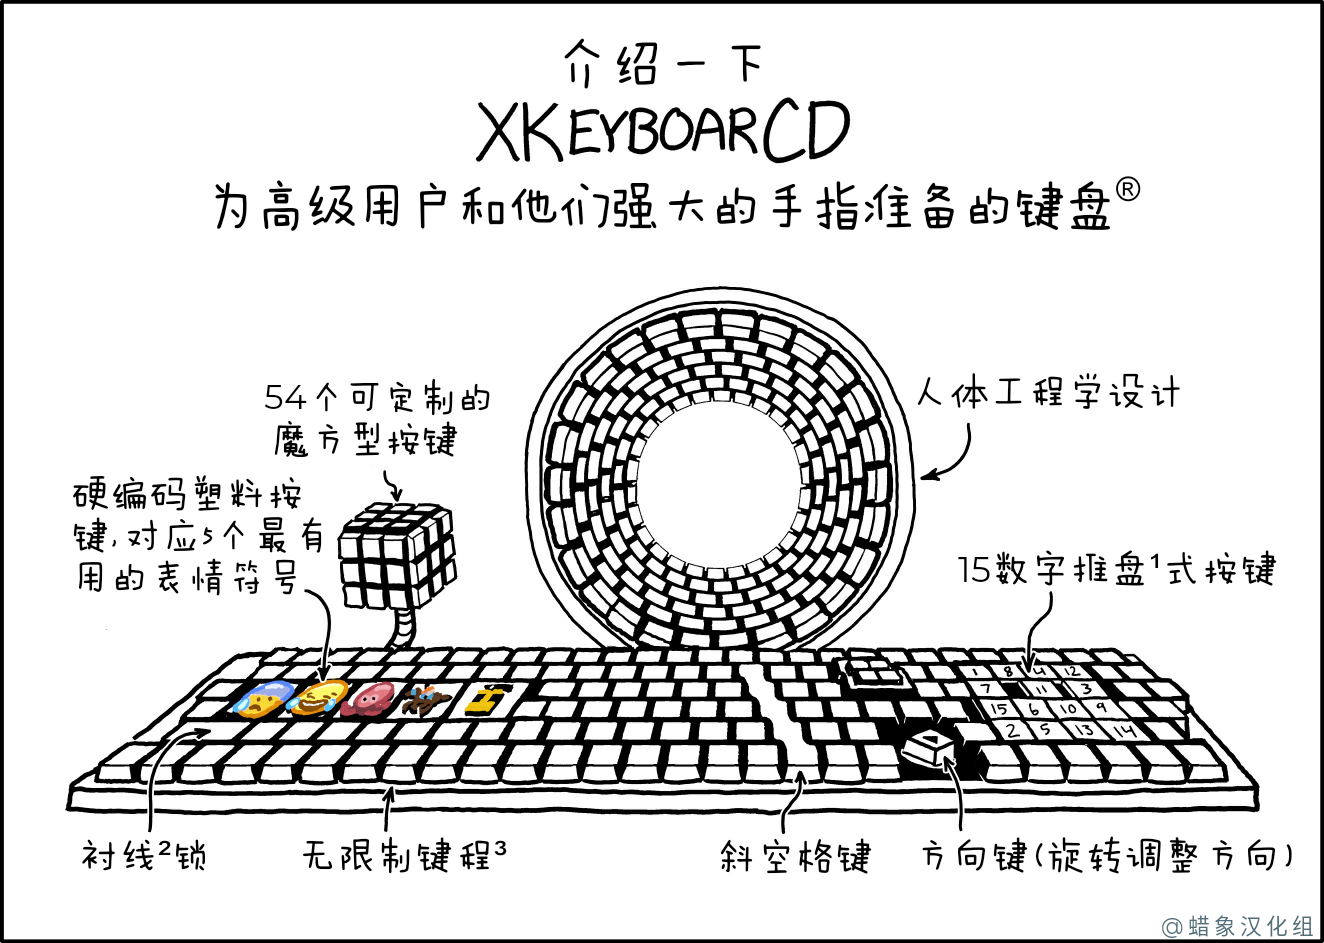 介绍一下
XKEYBOARCD
为高级用户和他们强大的手指准备的键盘®
54个可定制的
魔方型按键
人体工程学设计
硬编码塑料按
键,对应5个最有
用的表情符号
15数字推盘¹式按键
1 8 4 12
7 11 3
15 6 10 9
2 5 13 14
衬线²锁
无限制键程³
斜空格键
方向键(旋转调整方向)
@蜡象汉化组